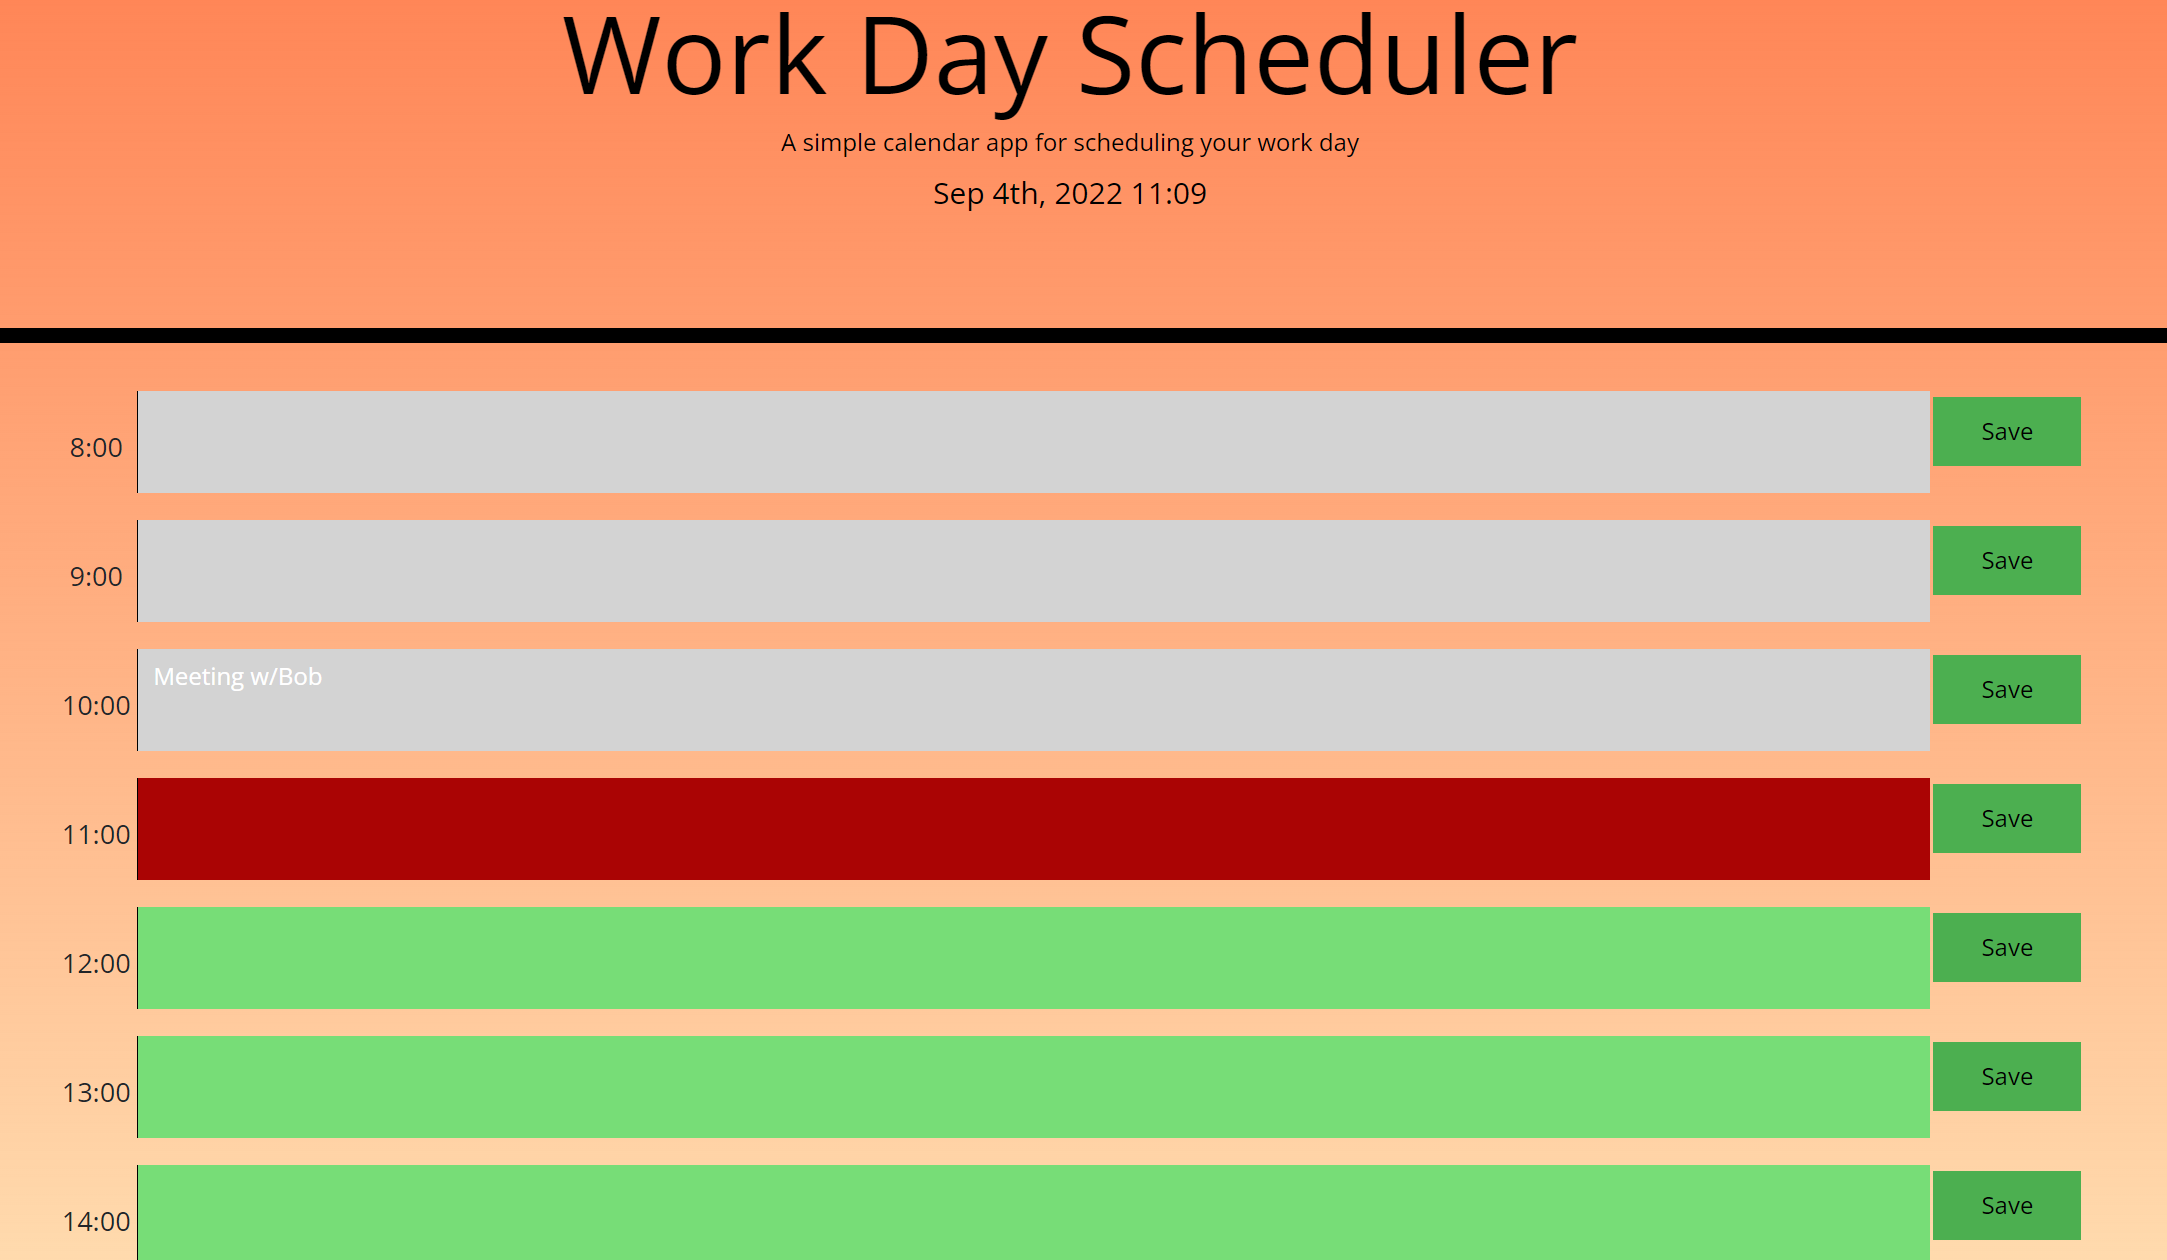 Work Day Scheduler
A simple calendar app for scheduling your work day
Sep 4th, 2022 11:09
8:00
Save
9:00
Save
10:00
Meeting w/Bob
Save
11:00
Save
12:00
Save
13:00
Save
14:00
Save